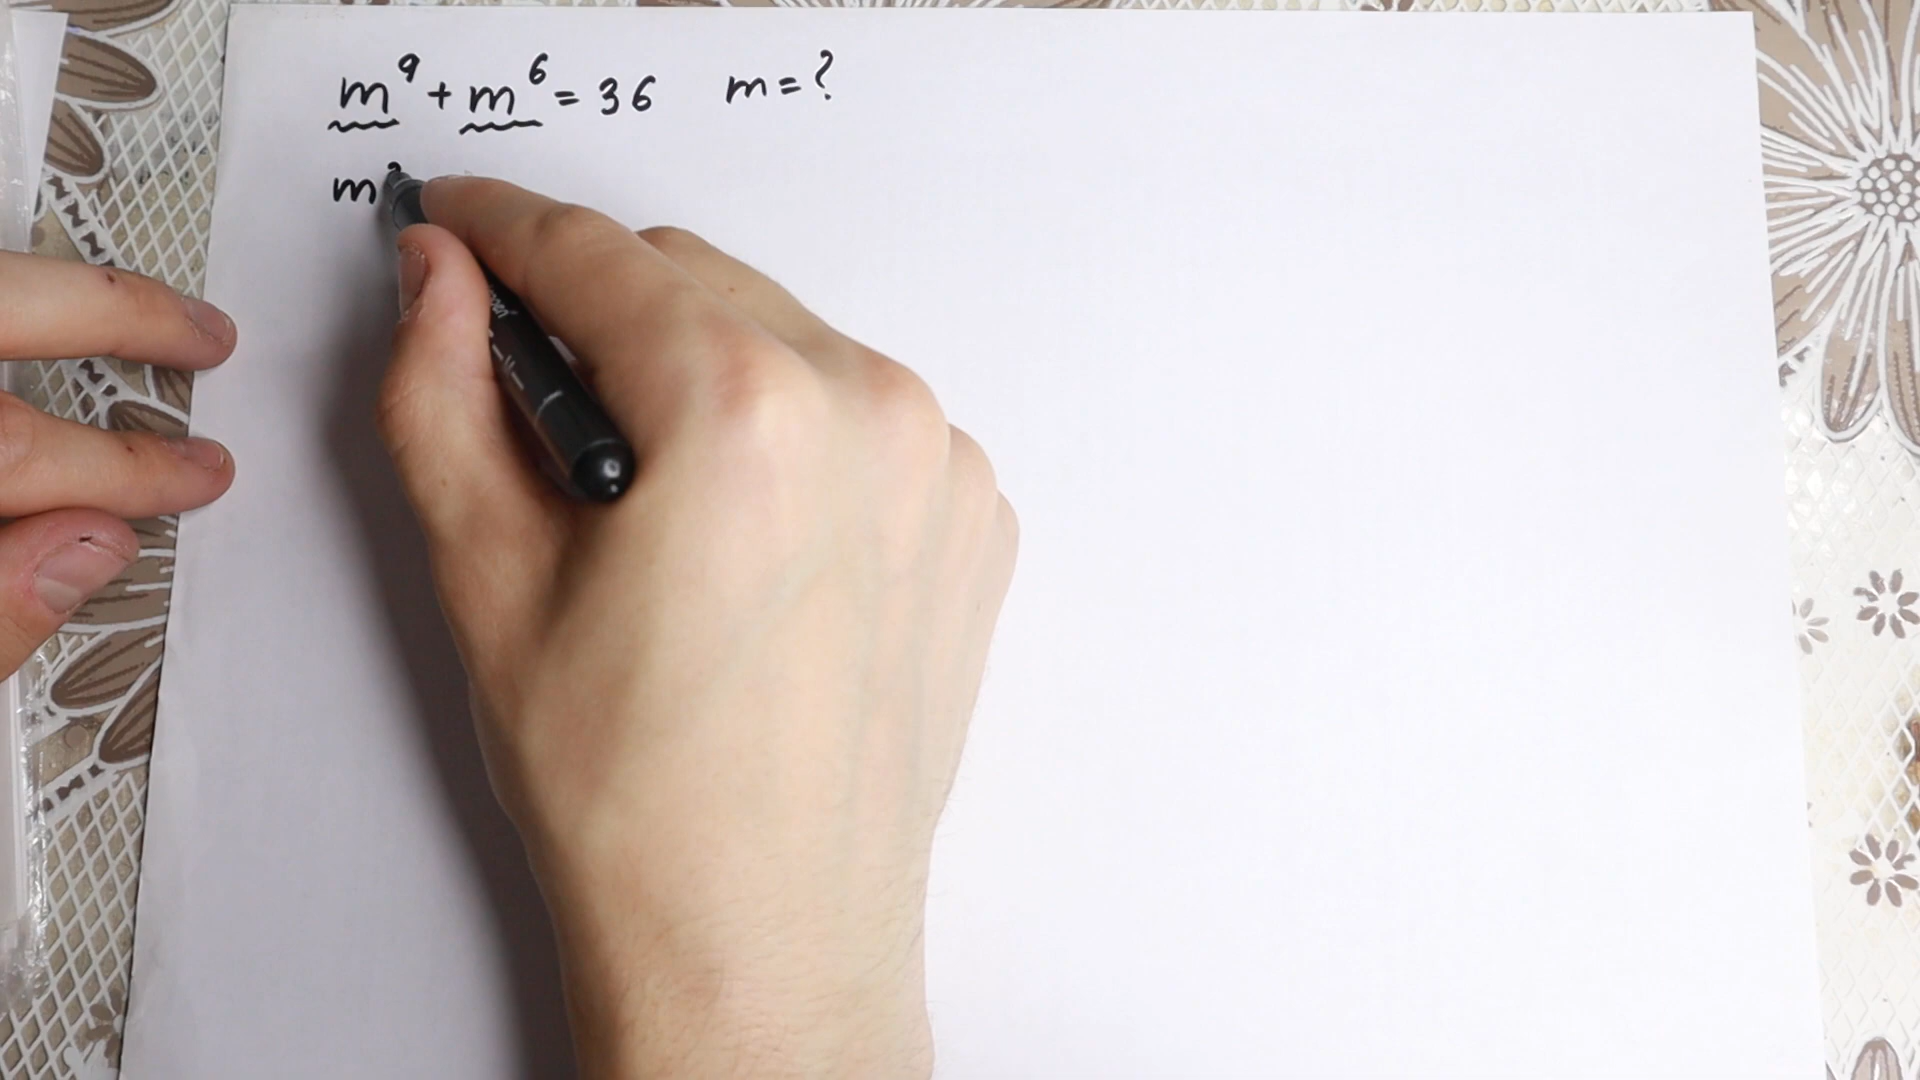 m⁹ + m⁶ = 36 m = ?
m